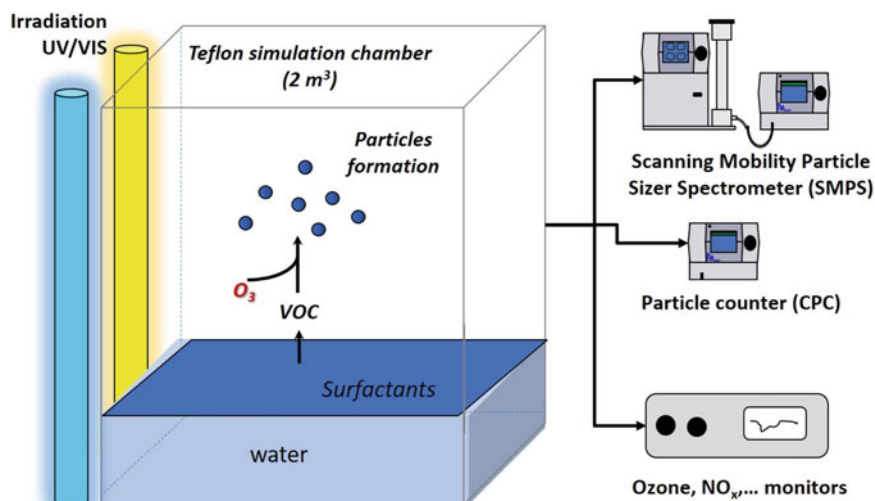 Irradiation
UV/VIS
Teflon simulation chamber
(2 m³)
Particles
formation
O₃
VOC
Surfactants
water
Scanning Mobility Particle
Sizer Spectrometer (SMPS)
Particle counter (CPC)
Ozone, NOₓ,... monitors